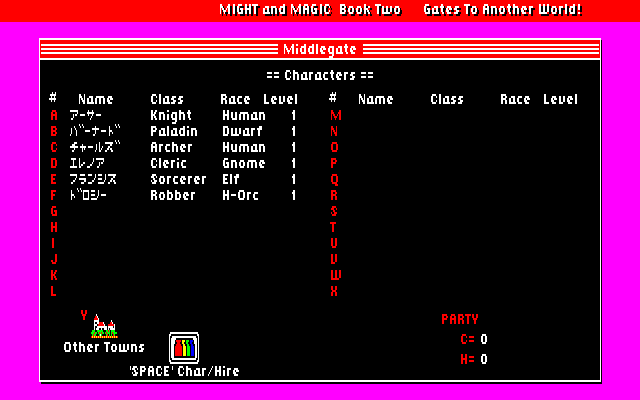 MIGHT and MAGIC Book Two Gates To Another World!
Middlegate
== Characters ==
# Name Class Race Level # Name Class Race Level
A アーサー Knight Human 1 M
B バーナード Paladin Dwarf 1 N
C チャールズ Archer Human 1 O
D エレノア Cleric Gnome 1 P
E フランシス Sorcerer Elf 1 Q
F ドロシー Robber H-Orc 1 R
G S
H T
I U
J V
K W
L X
Y
PARTY
Other Towns
C= 0
H= 0
'SPACE' Char/Hire